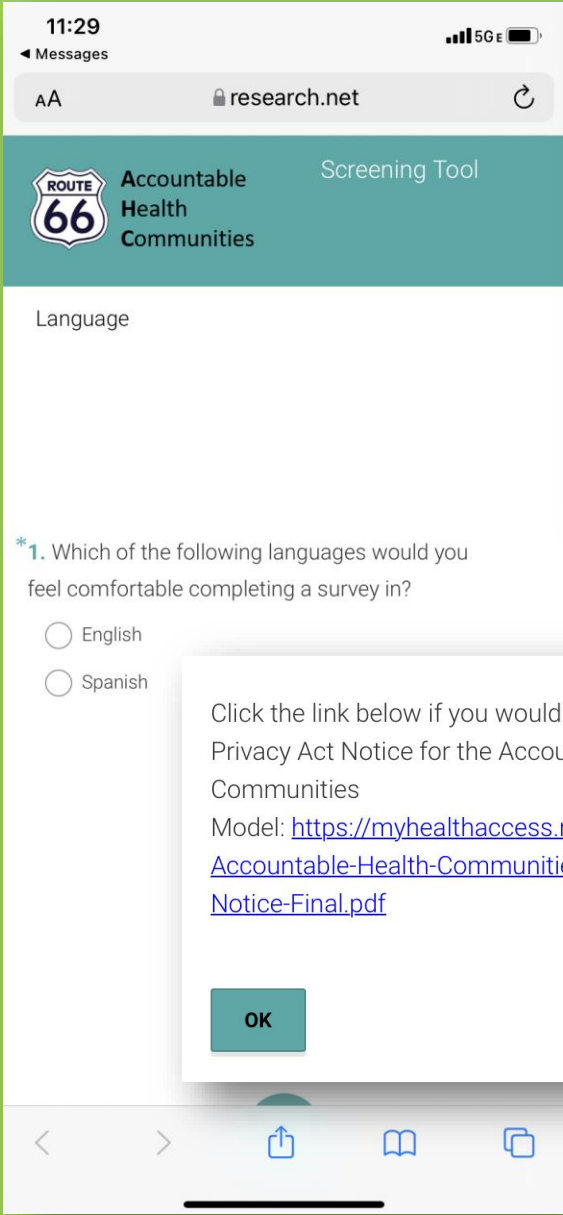 11:29
5G E
◀ Messages
AA research.net
ROUTE
66
Accountable
Health
Communities
Screening Tool
Language
*1. Which of the following languages would you
feel comfortable completing a survey in?
English
Spanish
Click the link below if you would
Privacy Act Notice for the
Communities
Model: https://myhealthaccess.
Accountable-Health-
Notice-Final.pdf
OK